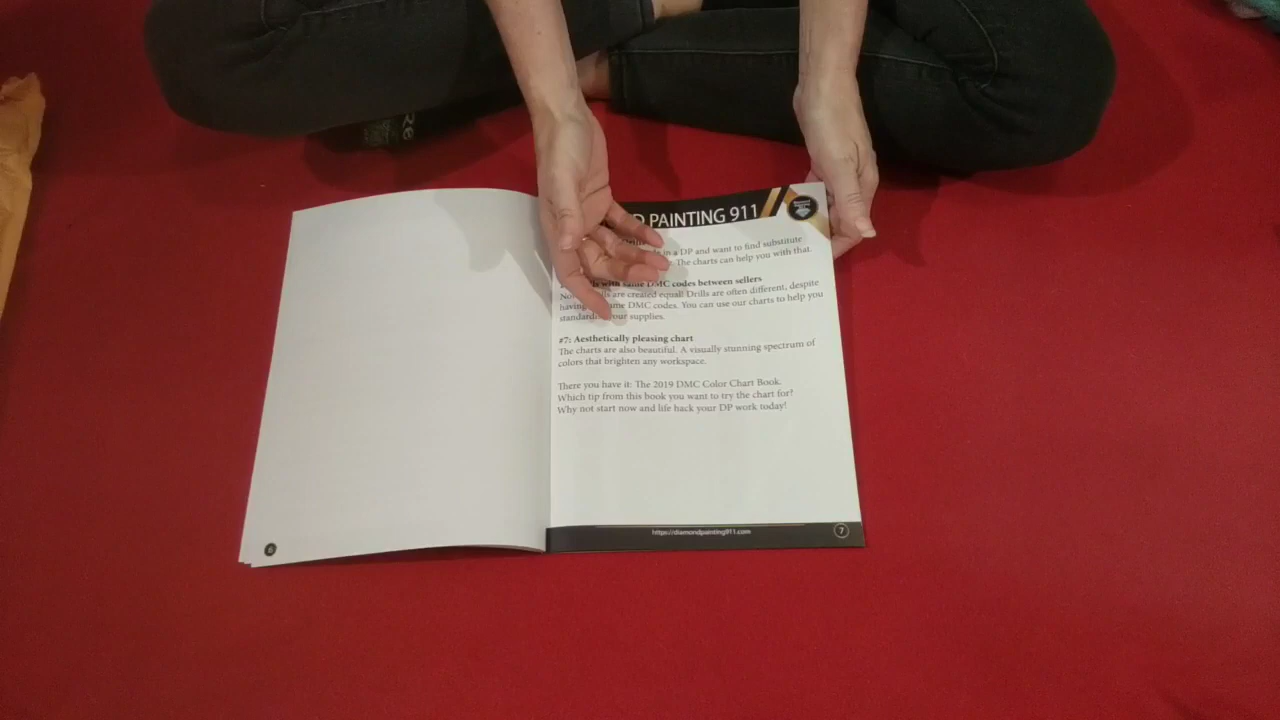 PAINTING 911
in a DP and want to find substitute
The charts can help you with that.
with same DMC codes between sellers
are created equal! Drills are often different, despite
having same DMC codes. You can use our charts to help you
your supplies.
#7: Aesthetically pleasing chart
The charts are also beautiful. A visually stunning spectrum of
colors that brighten any workspace.
There you have it: The 2019 DMC Color Chart Book.
Which tip from this book you want to try the chart for?
Why not start now and life hack your DP work today!
https://diamondpainting911.com
7
6